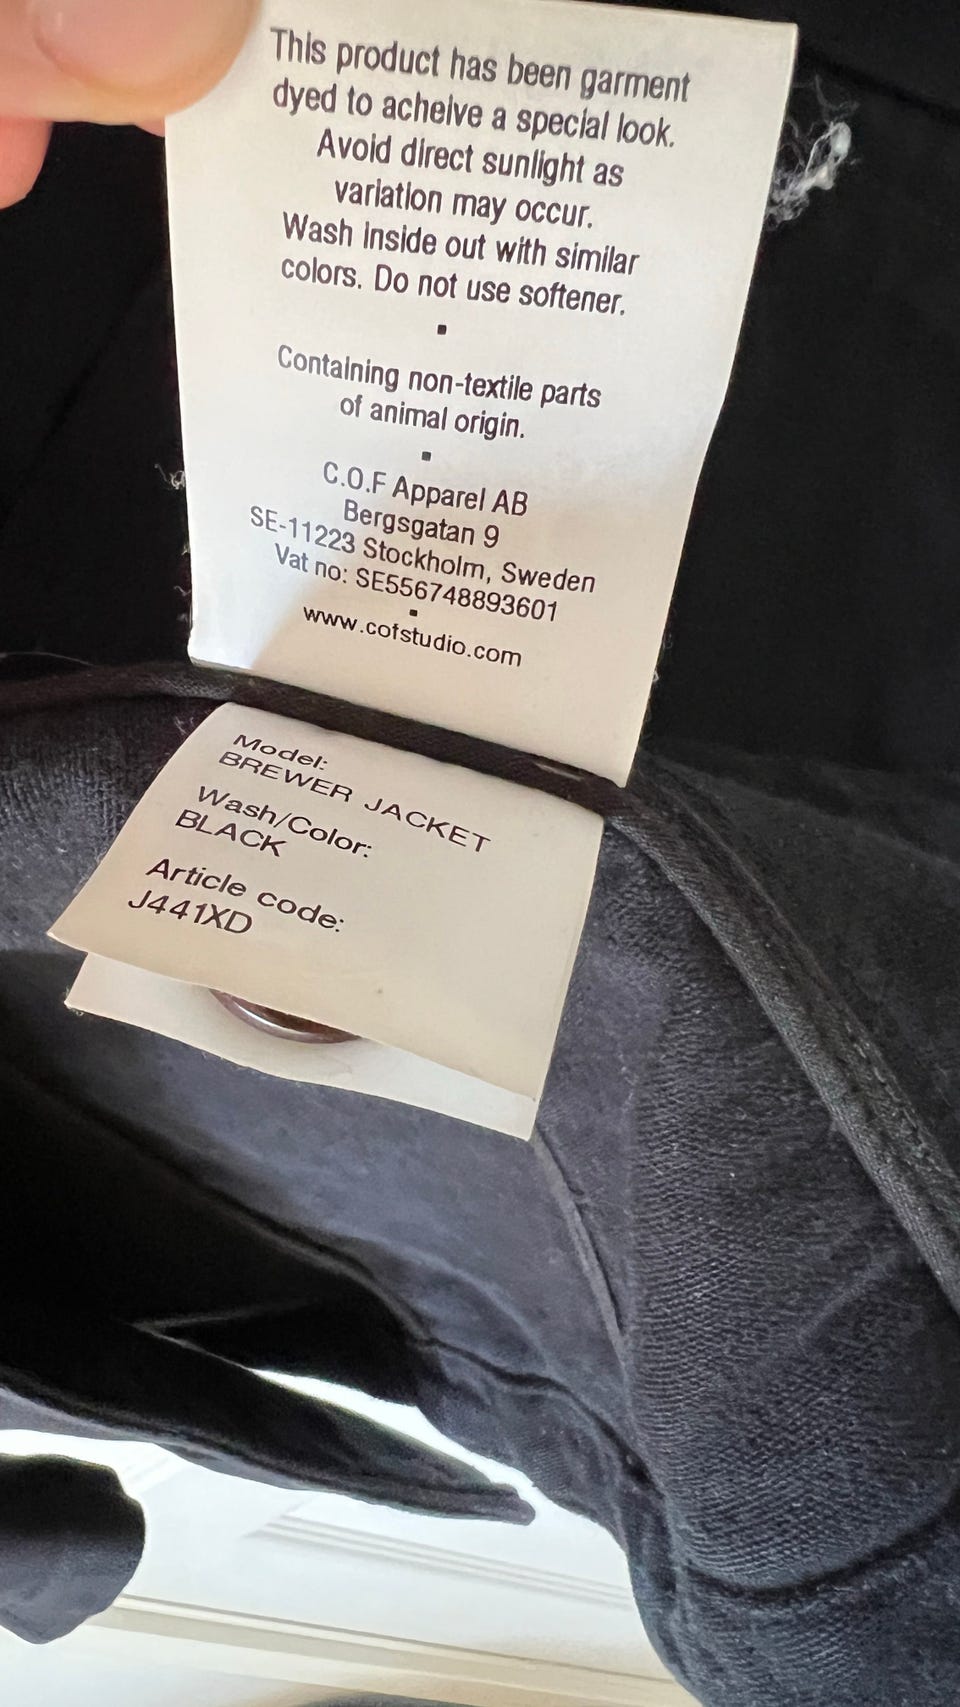 This product has been garment
dyed to acheive a special look.
Avoid direct sunlight as
variation may occur.
Wash inside out with similar
colors. Do not use softener.
Containing non-textile parts
of animal origin.
C.O.F Apparel AB
Bergsgatan 9
SE-11223 Stockholm, Sweden
Vat no: SE556748893601
www.cofstudio.com
Model:
BREWER JACKET
Wash/Color:
BLACK
Article code:
J441XD